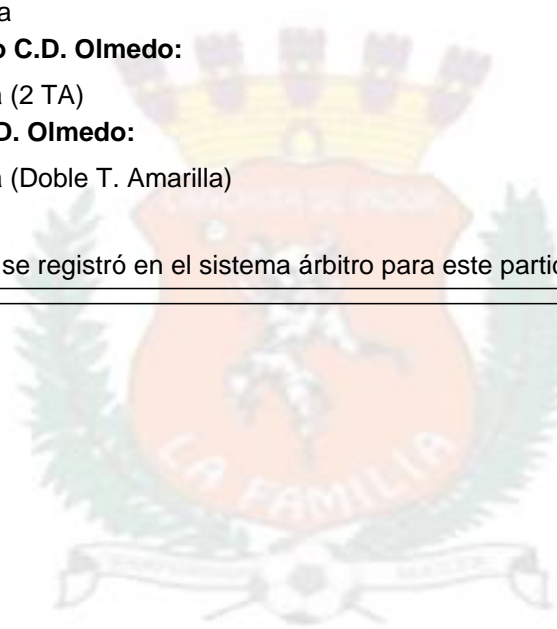 a
o C.D. Olmedo:
a (2 TA)
D. Olmedo:
a (Doble T. Amarilla)
se registró en el sistema árbitro para este partic
LA FAMILIA